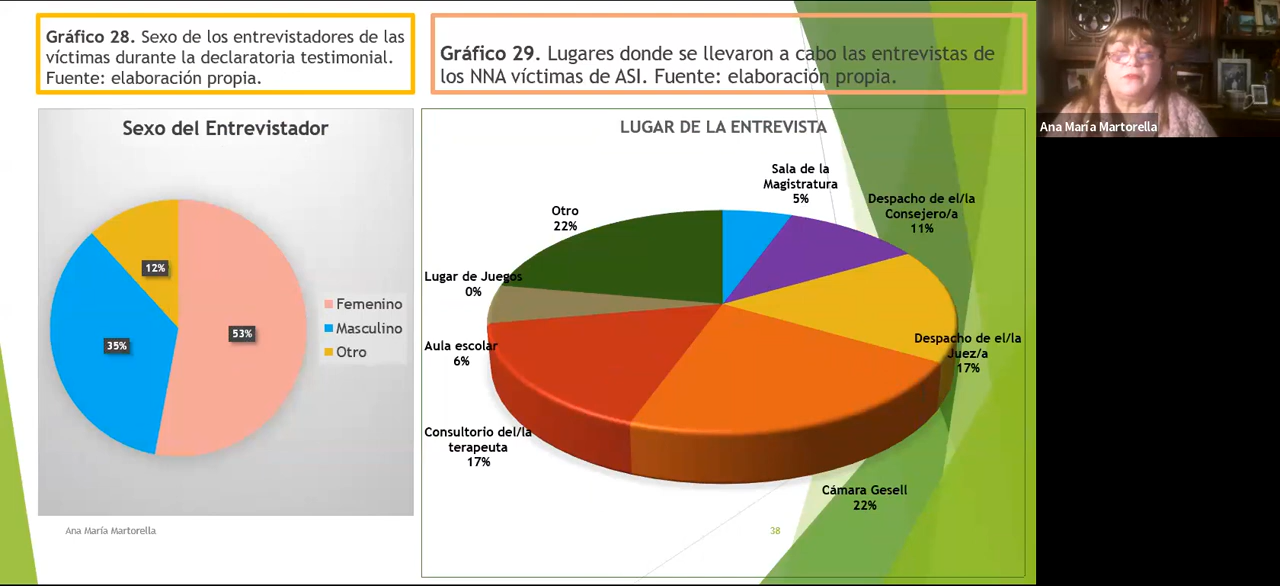 Gráfico 28. Sexo de los entrevistadores de las
víctimas durante la declaratoria testimonial.
Fuente: elaboración propia.
Gráfico 29. Lugares donde se llevaron a cabo las entrevistas de
los NNA víctimas de ASI. Fuente: elaboración propia.
Ana María Martorella
Sexo del Entrevistador
12%
53%
35%
Femenino
Masculino
Otro
LUGAR DE LA ENTREVISTA
Sala de la
Magistratura
5%
Despacho de el/la
Consejero/a
11%
Despacho de el/la
Juez/a
17%
Cámara Gesell
22%
Consultorio del/la
terapeuta
17%
Aula escolar
6%
Lugar de Juegos
0%
Otro
22%
Ana María Martorella
38